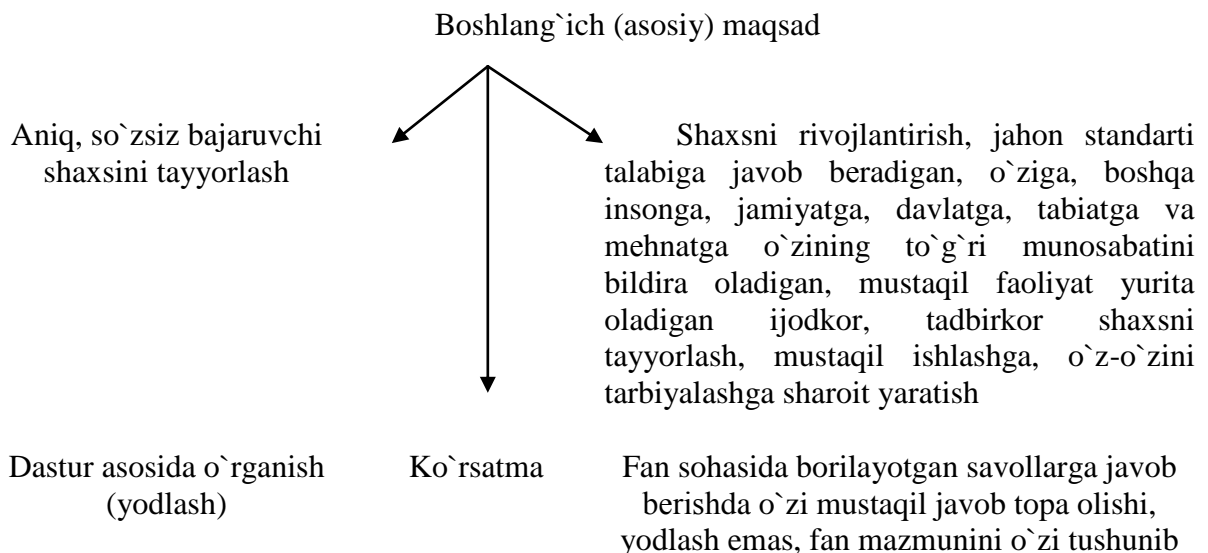 Boshlang`ich (asosiy) maqsad
Aniq, so`zsiz bajaruvchi
shaxsini tayyorlash
Shaxsni rivojlantirish, jahon standarti
talabiga javob beradigan, o`ziga, boshqa
insonga, jamiyatga, davlatga, tabiatga va
mehnatga o`zining to`g`ri munosabatini
bildira oladigan, mustaqil faoliyat yurita
oladigan ijodkor, tadbirkor shaxsni
tayyorlash, mustaqil ishlashga, o`z-o`zini
tarbiyalashga sharoit yaratish
Dastur asosida o`rganish
(yodlash)
Ko`rsatma
Fan sohasida borilayotgan savollarga javob
berishda o`zi mustaqil javob topa olishi,
yodlash emas, fan mazmunini o`zi tushunib